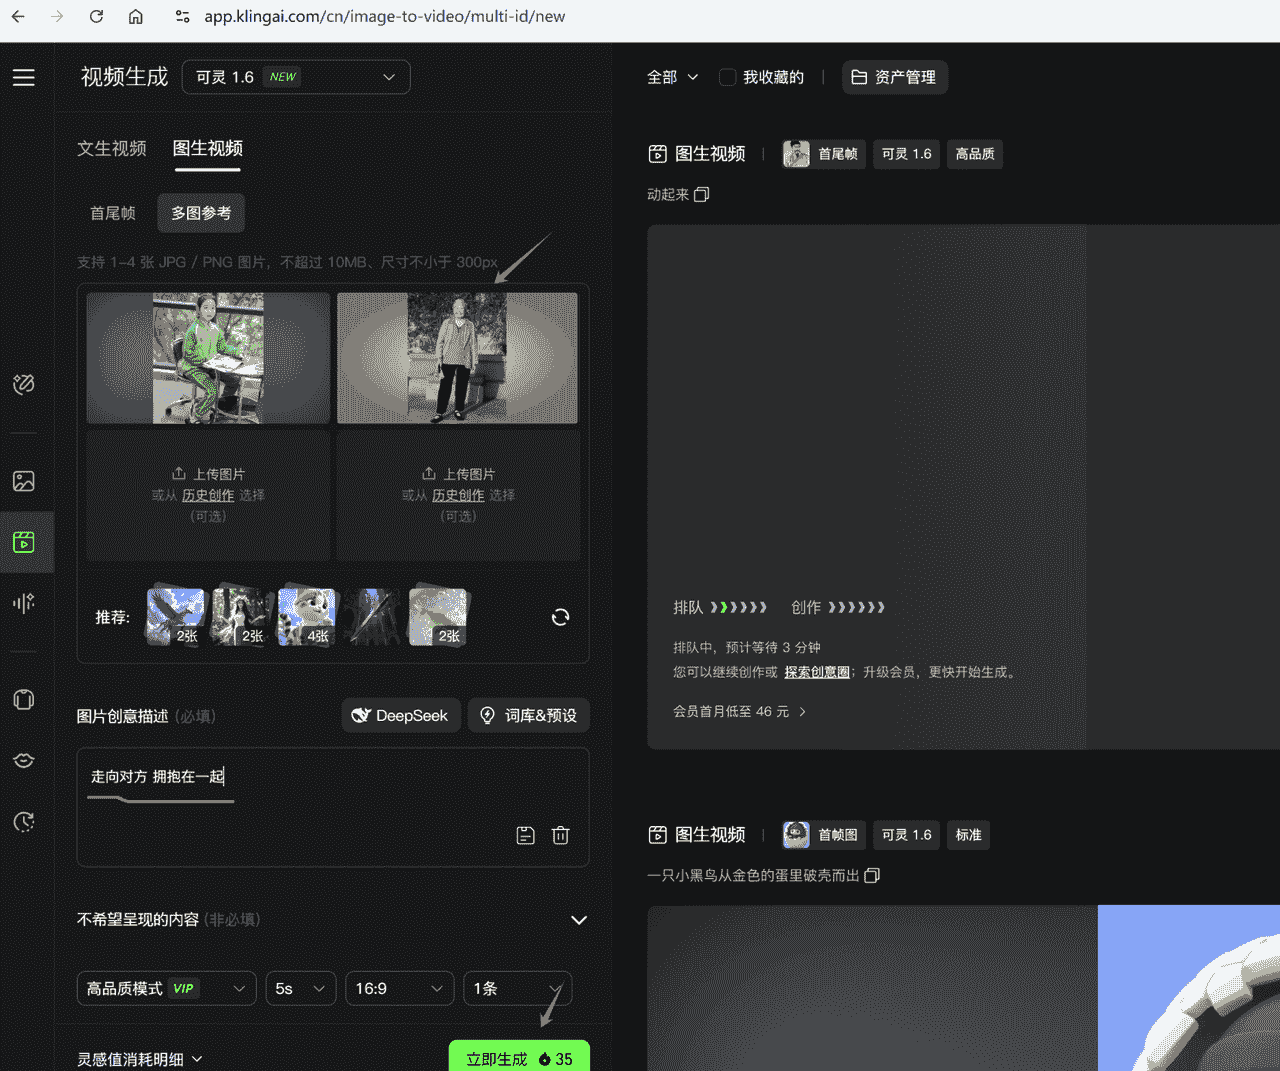 app.klingai.com/cn/image-to-video/multi-id/new
视频生成
可灵 1.6 NEW
文生视频 图生视频
首尾帧 多图参考
支持 1-4 张 JPG / PNG 图片，不超过 10MB、尺寸不小于 300px
上传图片
或从 历史创作 选择
(可选)
上传图片
或从 历史创作 选择
(可选)
推荐:
2张
2张
4张
2张
图片创意描述 (必填)
DeepSeek
词库&预设
走向对方 拥抱在一起
不希望呈现的内容 (非必填)
高品质模式 VIP
5s
16:9
1条
灵感值消耗明细
立即生成 35
全部
我收藏的
资产管理
图生视频 首尾帧 可灵 1.6 高品质
动起来
排队 创作
排队中，预计等待 3 分钟
您可以继续创作或 探索创意圈；升级会员，更快开始生成。
会员首月低至 46 元
图生视频 首帧图 可灵 1.6 标准
一只小黑鸟从金色的蛋里破壳而出